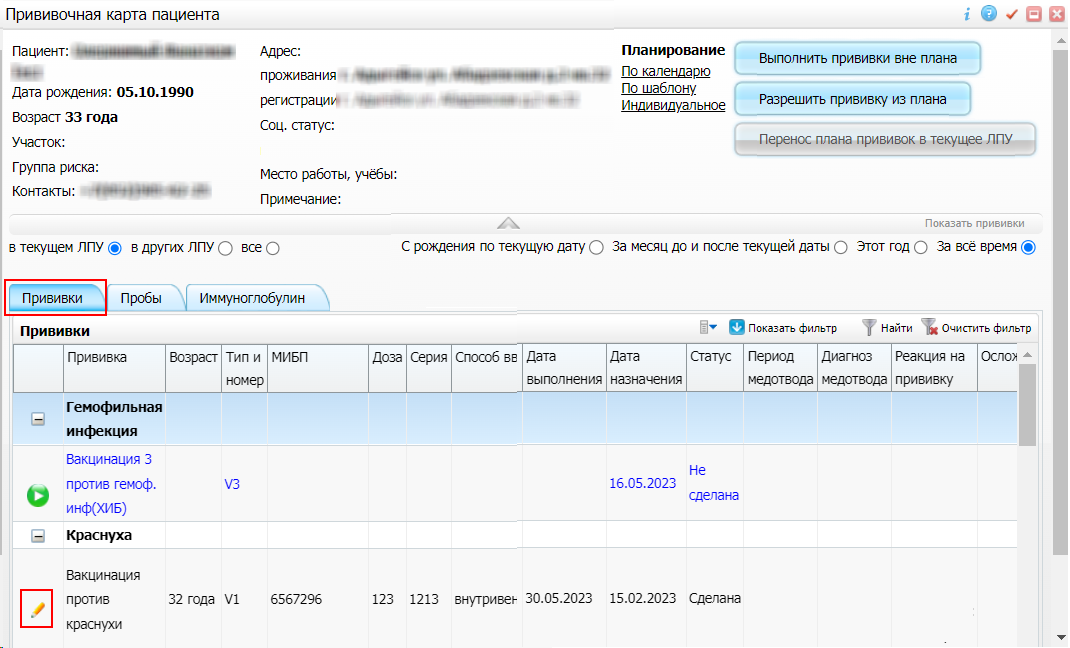 Прививочная карта пациента
Пациент:
Дата рождения: 05.10.1990
Возраст 33 года
Участок:
Группа риска:
Контакты:
Адрес:
проживания
регистрации
Соц. статус:
Место работы, учёбы:
Примечание:
Планирование
По календарю
По шаблону
Индивидуальное
Выполнить прививки вне плана
Разрешить прививку из плана
Перенос плана прививок в текущее ЛПУ
Показать прививки
в текущем ЛПУ в других ЛПУ все С рождения по текущую дату За месяц до и после текущей даты Этот год За всё время
Прививки Пробы Иммуноглобулин
Прививки Показать фильтр Найти Очистить фильтр
Прививка Возраст Тип и МИБП Доза Серия Способ вв Дата Дата Статус Период Диагноз Реакция на Ослож
номер выполнения назначения медотвода медотвода прививку
Гемофильная
инфекция
Вакцинация 3 Не
против гемоф. V3 16.05.2023
инф(ХИБ) сделана
Краснуха
Вакцинация
против 32 года V1 6567296 123 1213 внутривен 30.05.2023 15.02.2023 Сделана
краснухи